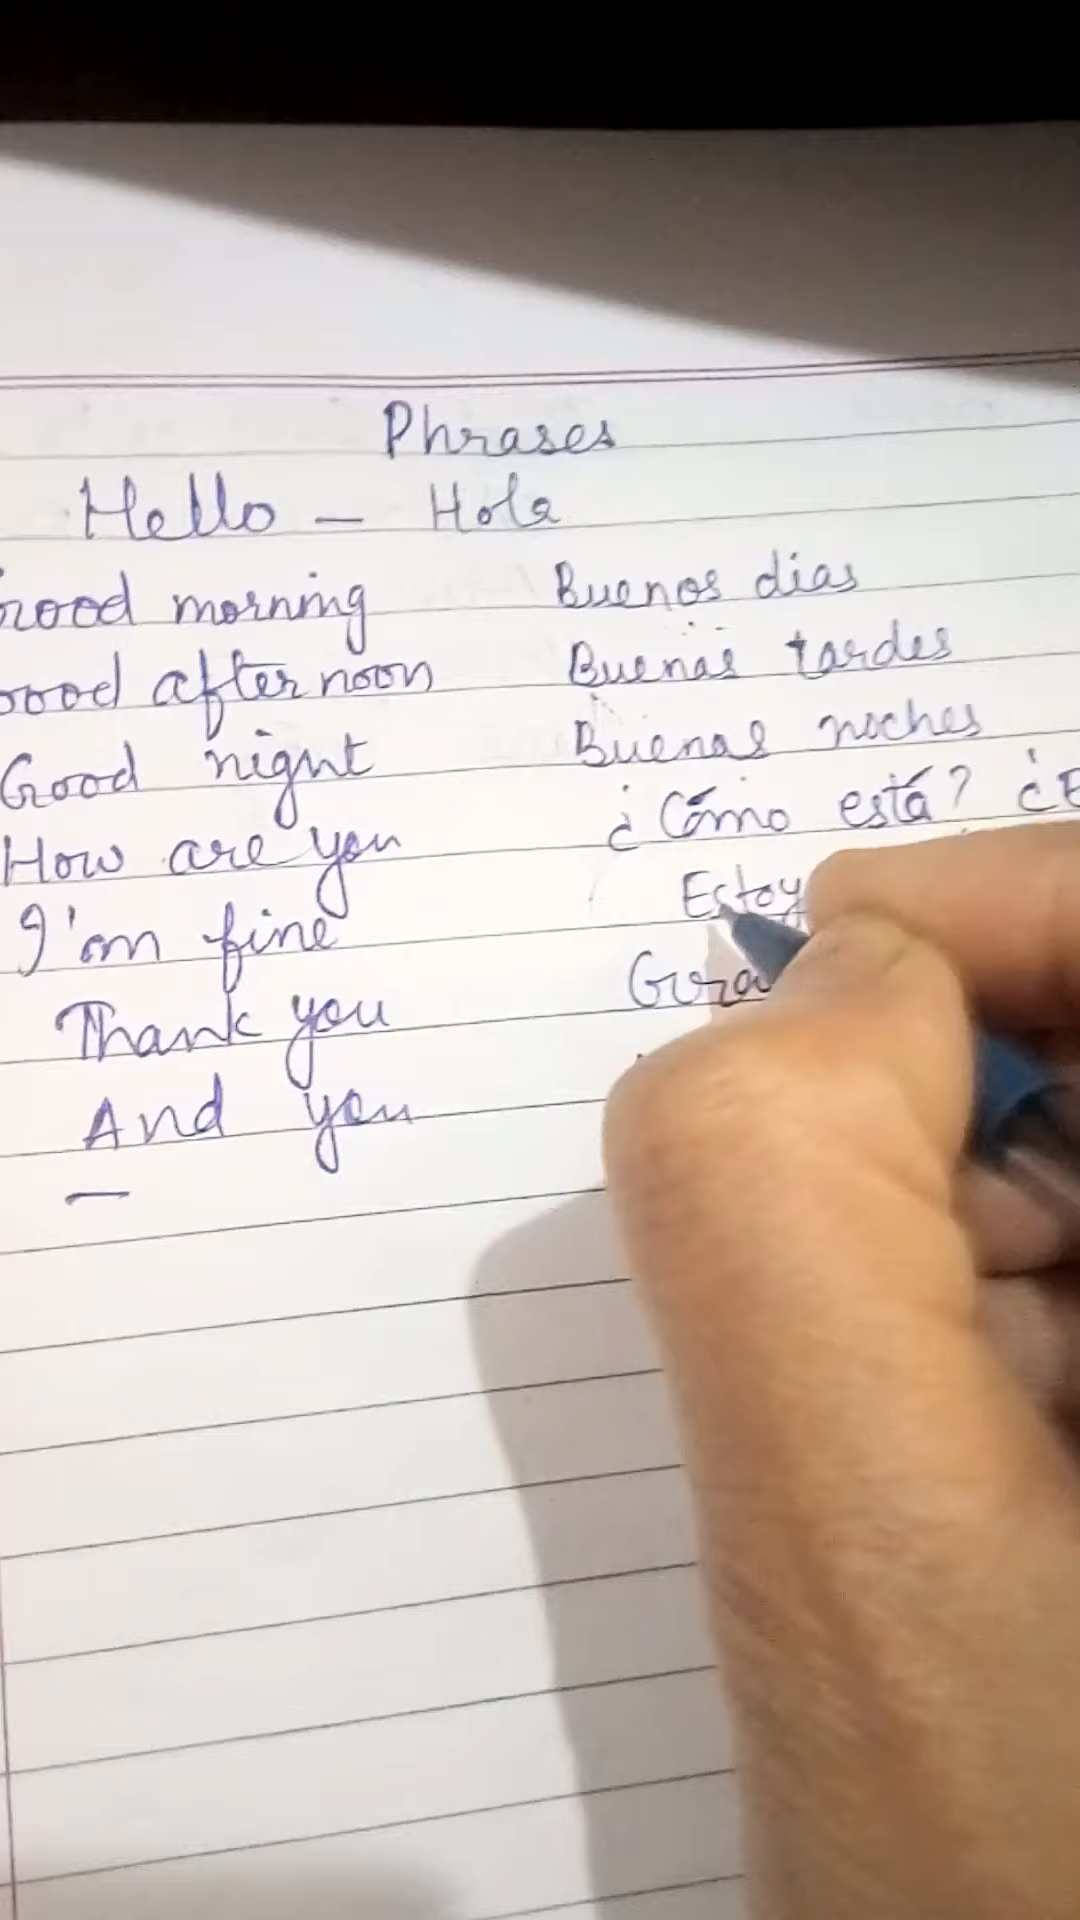 Phrases
Hello - Hola
Good morning Buenos dias
Good afternoon Buenas tardes
Good night Buenas noches
How are you ¿Cómo está?
I'm fine Estoy
Thank you
And you